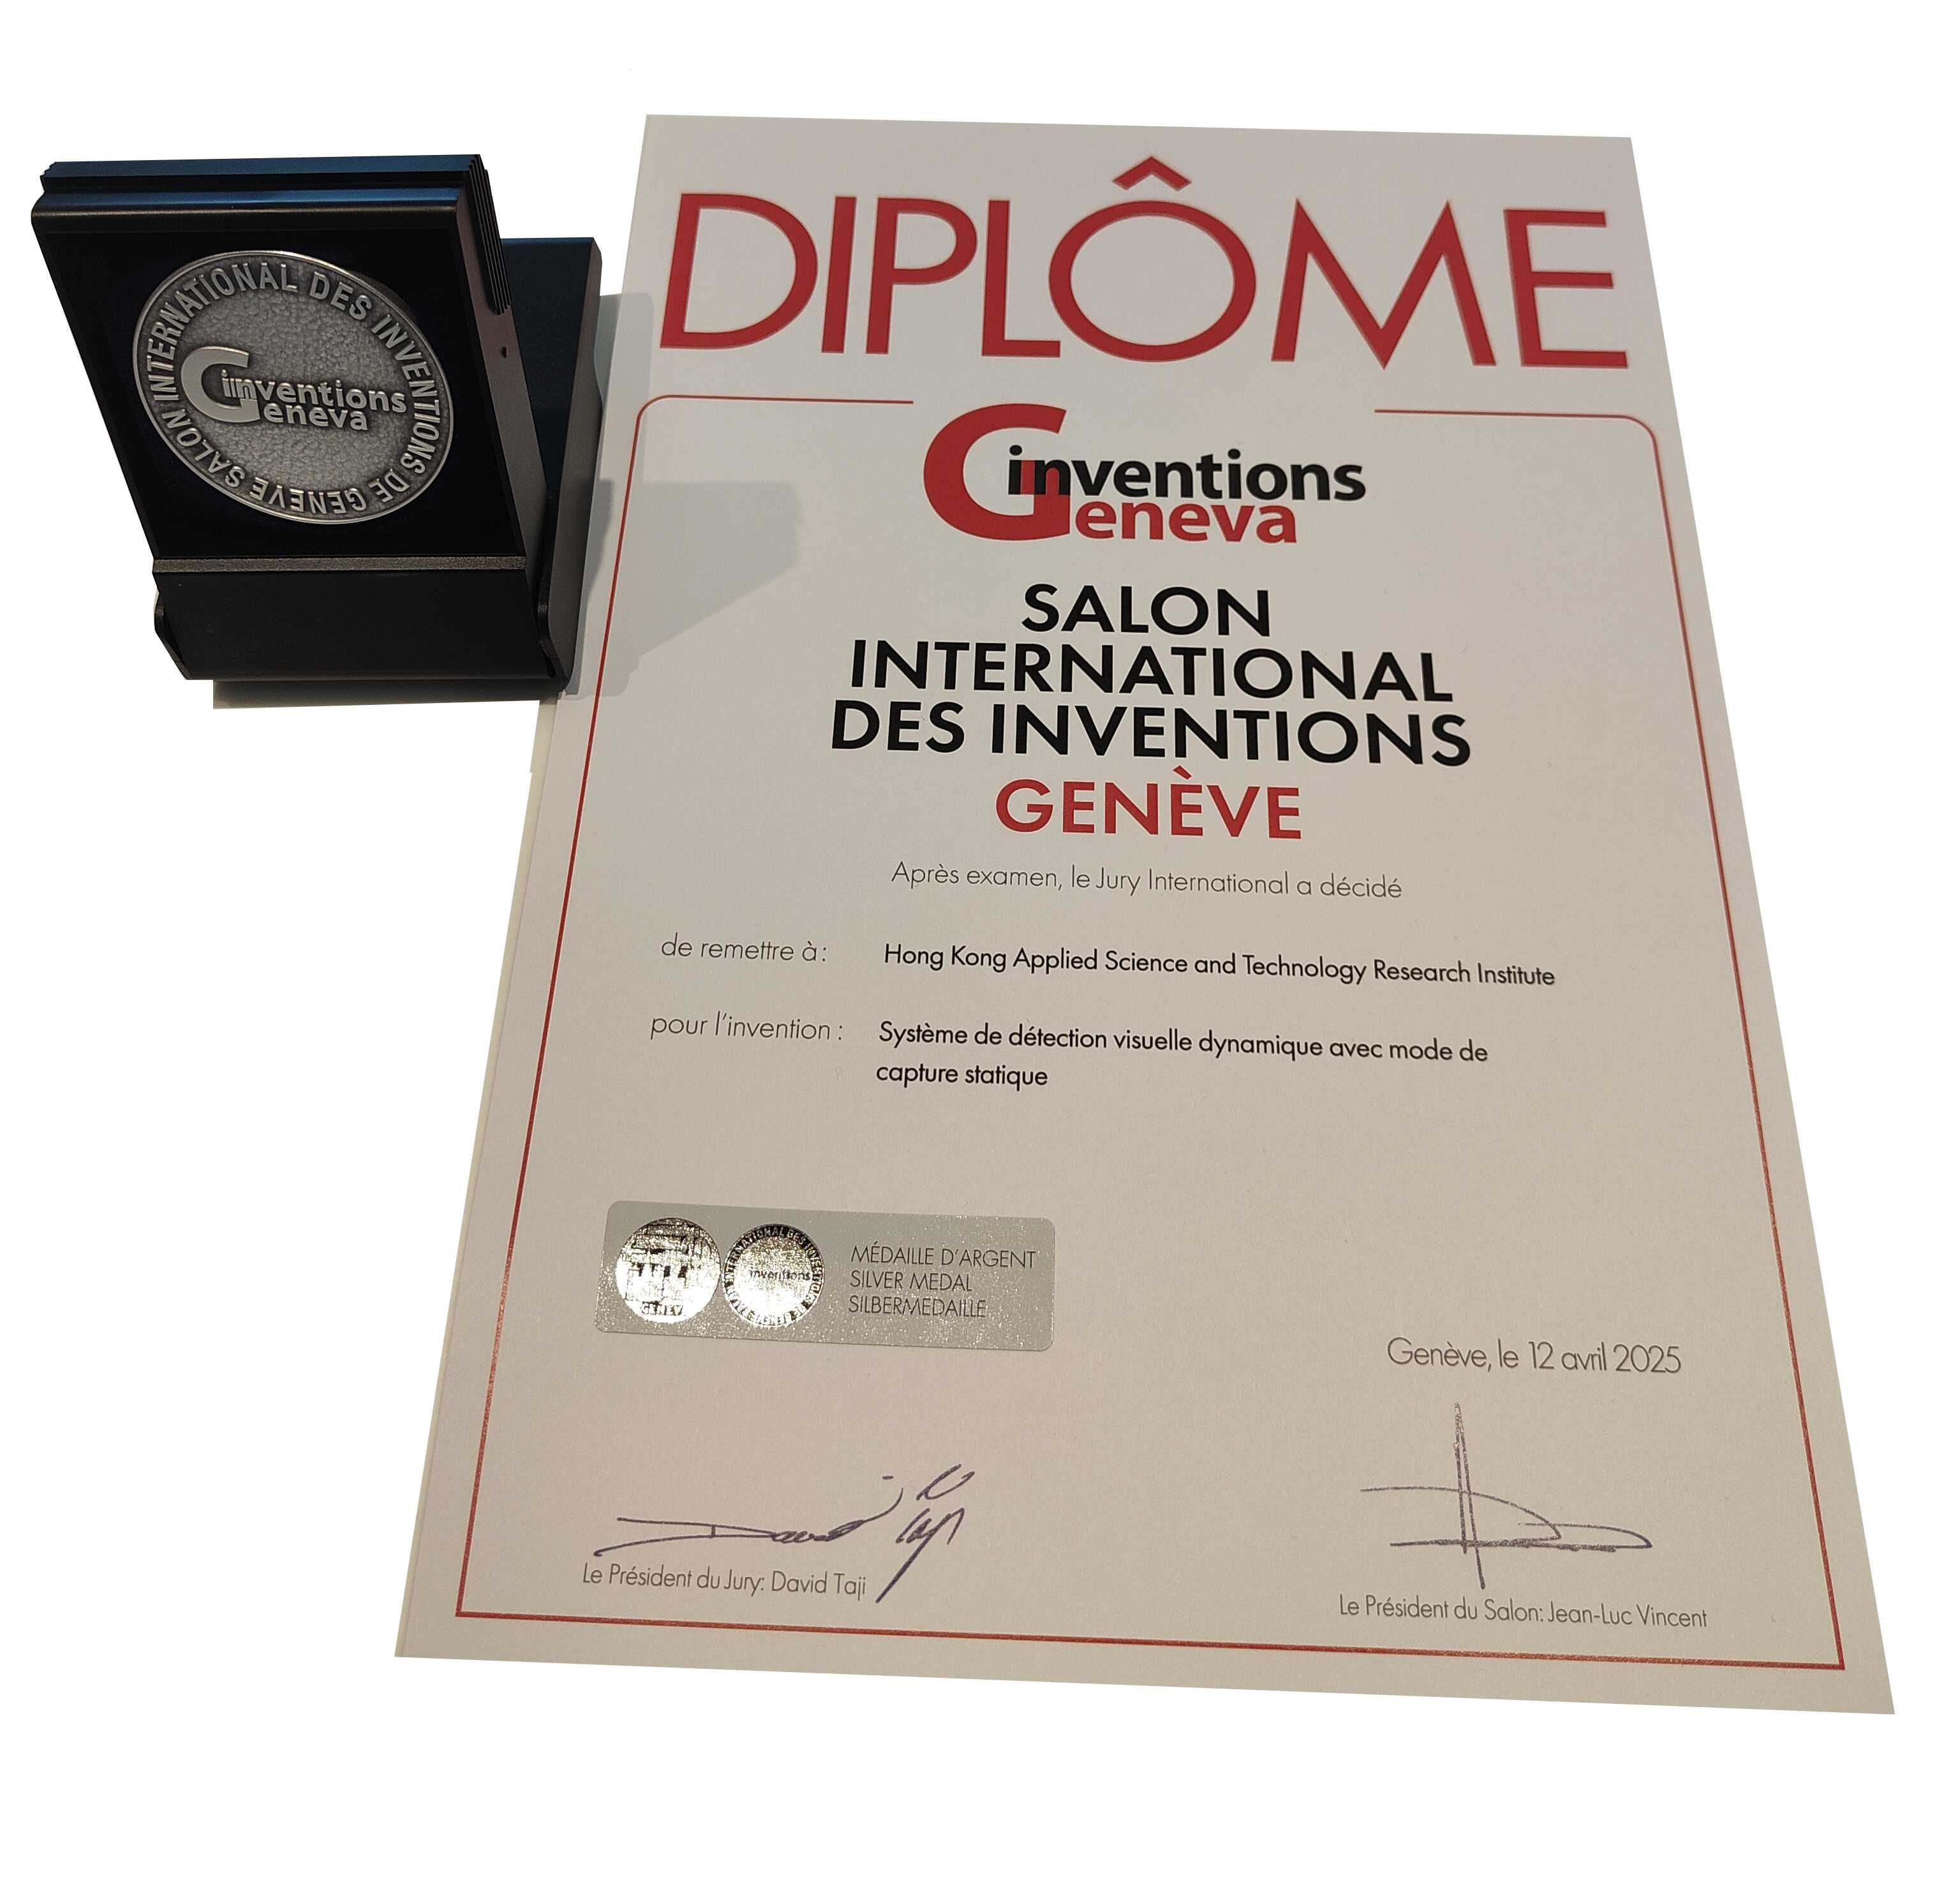 SALON INTERNATIONAL DES INVENTIONS DE GENEVE
inventions
Geneva
DIPLÔME
inventions
Geneva
SALON
INTERNATIONAL
DES INVENTIONS
GENÈVE
Après examen, le Jury International a décidé
de remettre à: Hong Kong Applied Science and Technology Research Institute
pour l'invention: Système de détection visuelle dynamique avec mode de
capture statique
inventions
MÉDAILLE D'ARGENT
SILVER MEDAL
SILBERMEDAILLE
Genève, le 12 avril 2025
David Taji
Le Président du Jury: David Taji
Le Président du Salon: Jean-Luc Vincent